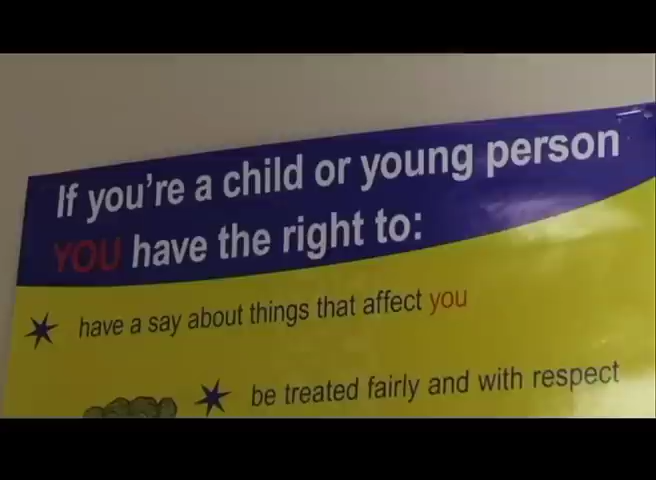 If you're a child or young person
YOU have the right to:
have a say about things that affect you
be treated fairly and with respect